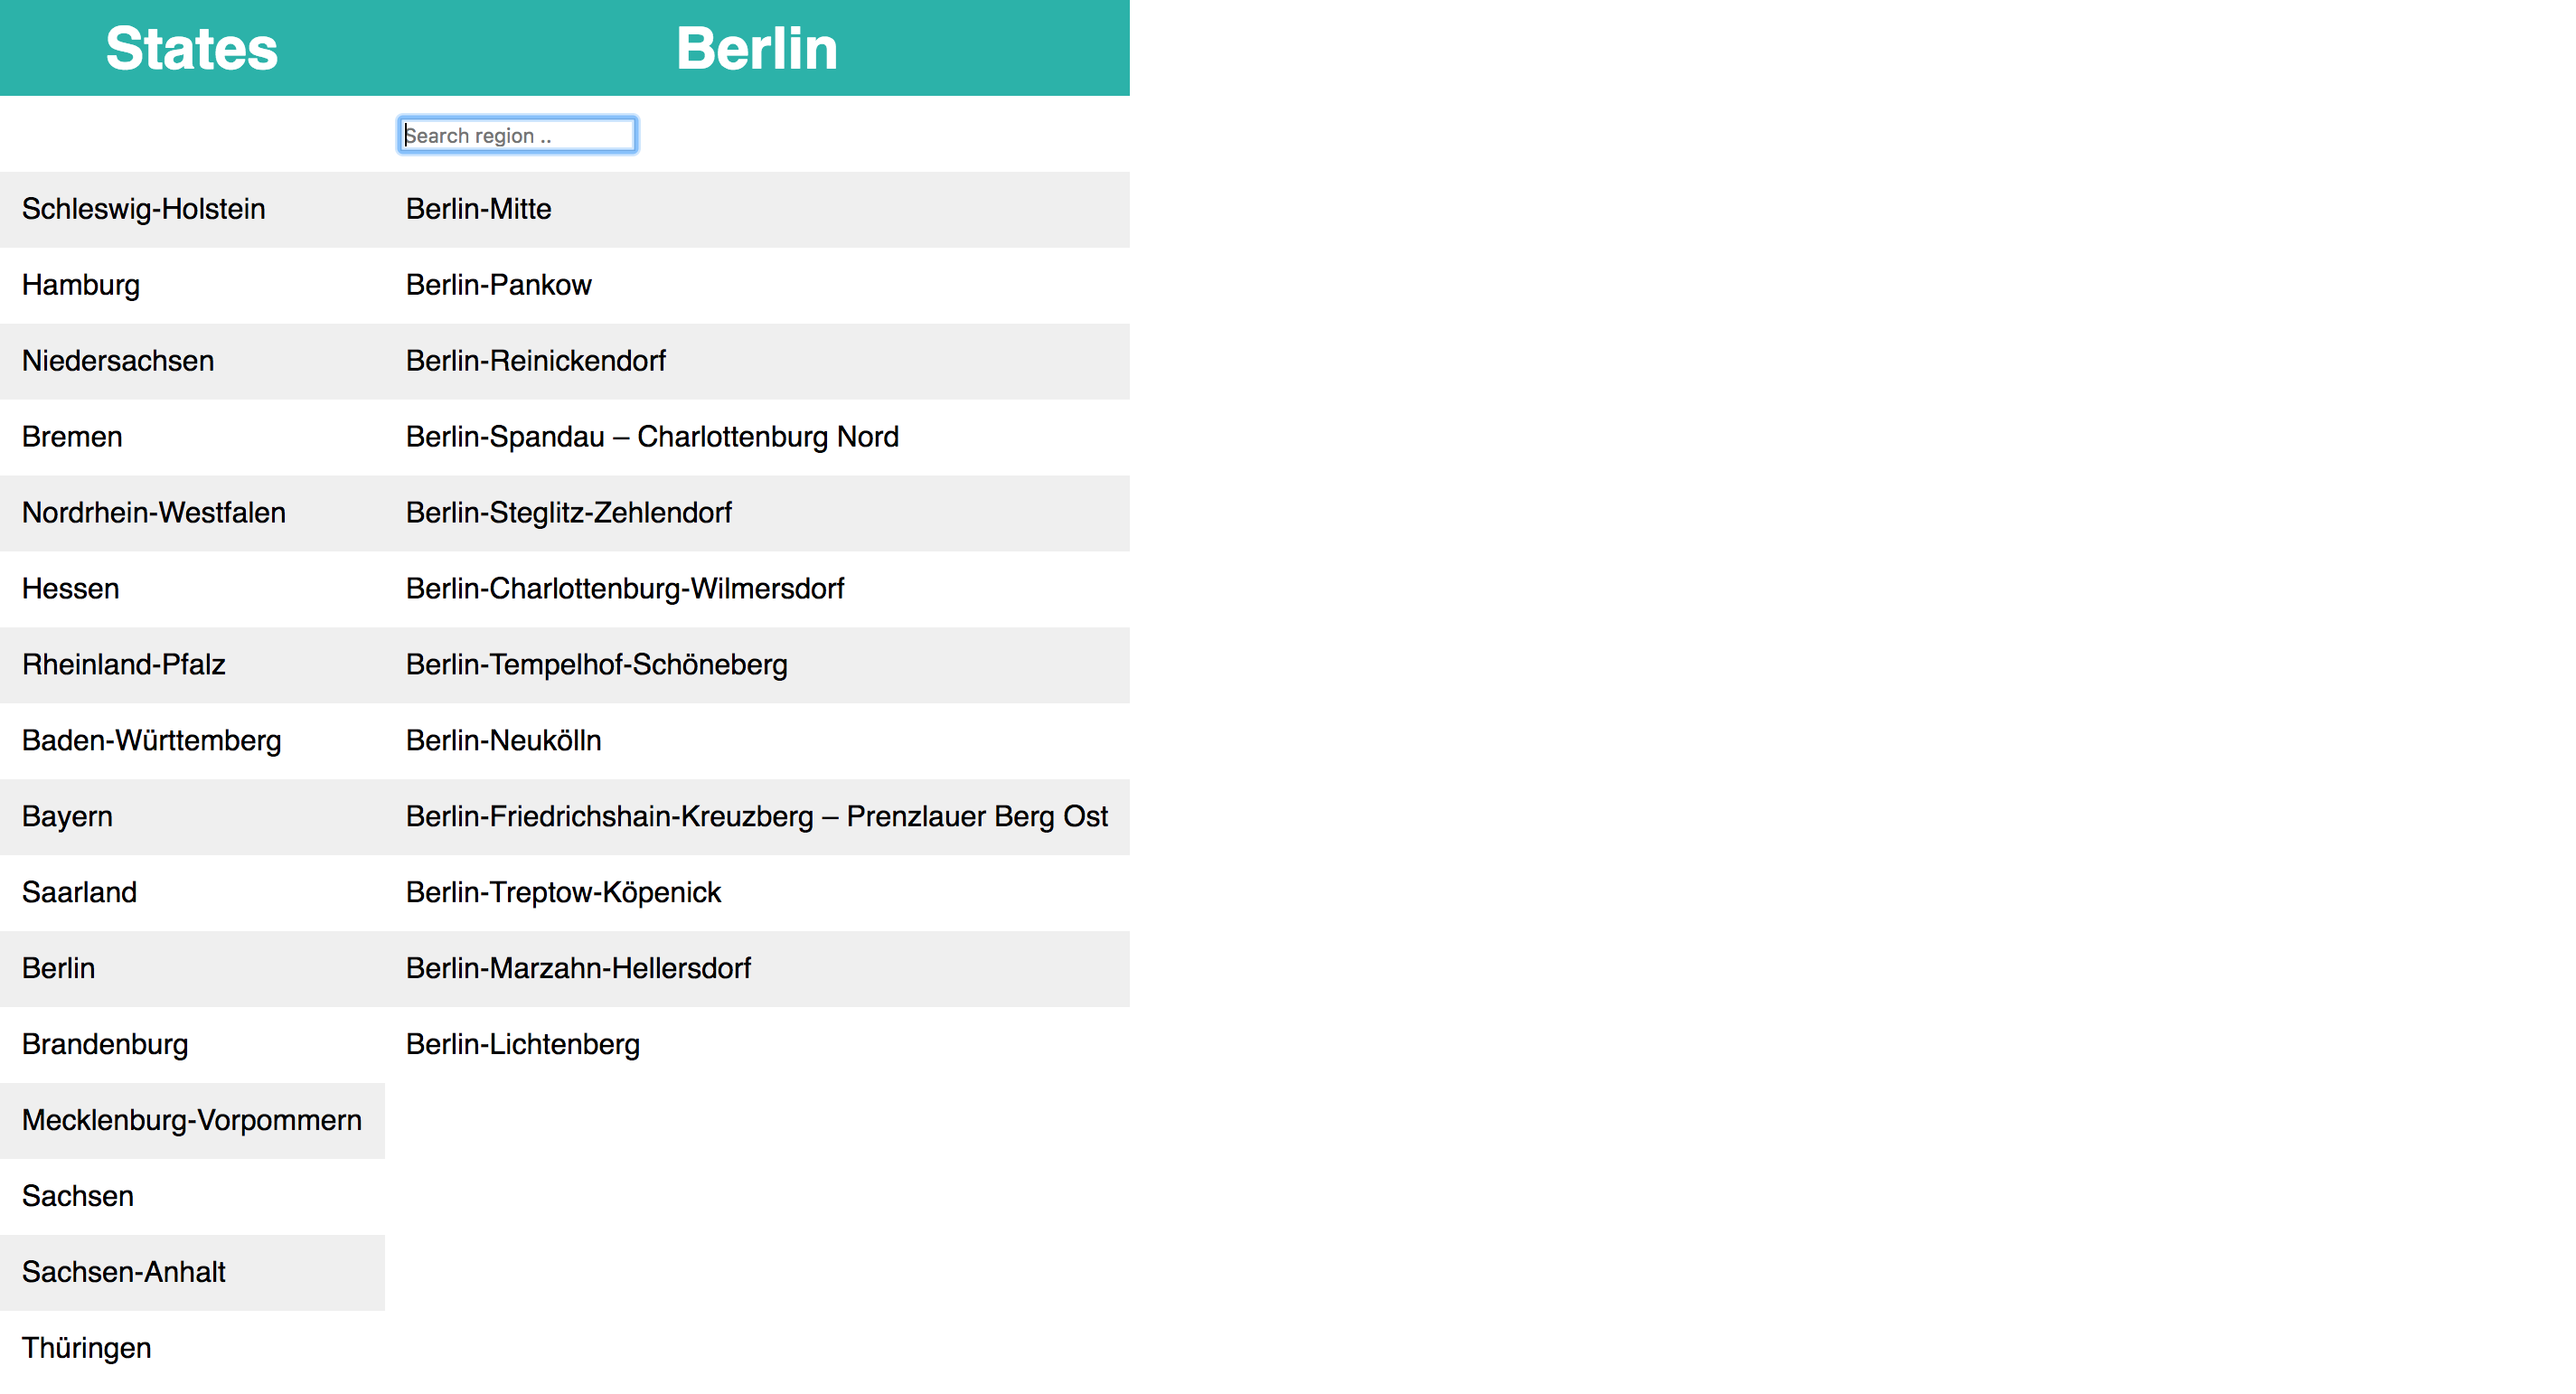 States
Berlin
Search region ..
Schleswig-Holstein
Berlin-Mitte
Hamburg
Berlin-Pankow
Niedersachsen
Berlin-Reinickendorf
Bremen
Berlin-Spandau – Charlottenburg Nord
Nordrhein-Westfalen
Berlin-Steglitz-Zehlendorf
Hessen
Berlin-Charlottenburg-Wilmersdorf
Rheinland-Pfalz
Berlin-Tempelhof-Schöneberg
Baden-Württemberg
Berlin-Neukölln
Bayern
Berlin-Friedrichshain-Kreuzberg – Prenzlauer Berg Ost
Saarland
Berlin-Treptow-Köpenick
Berlin
Berlin-Marzahn-Hellersdorf
Brandenburg
Berlin-Lichtenberg
Mecklenburg-Vorpommern
Sachsen
Sachsen-Anhalt
Thüringen